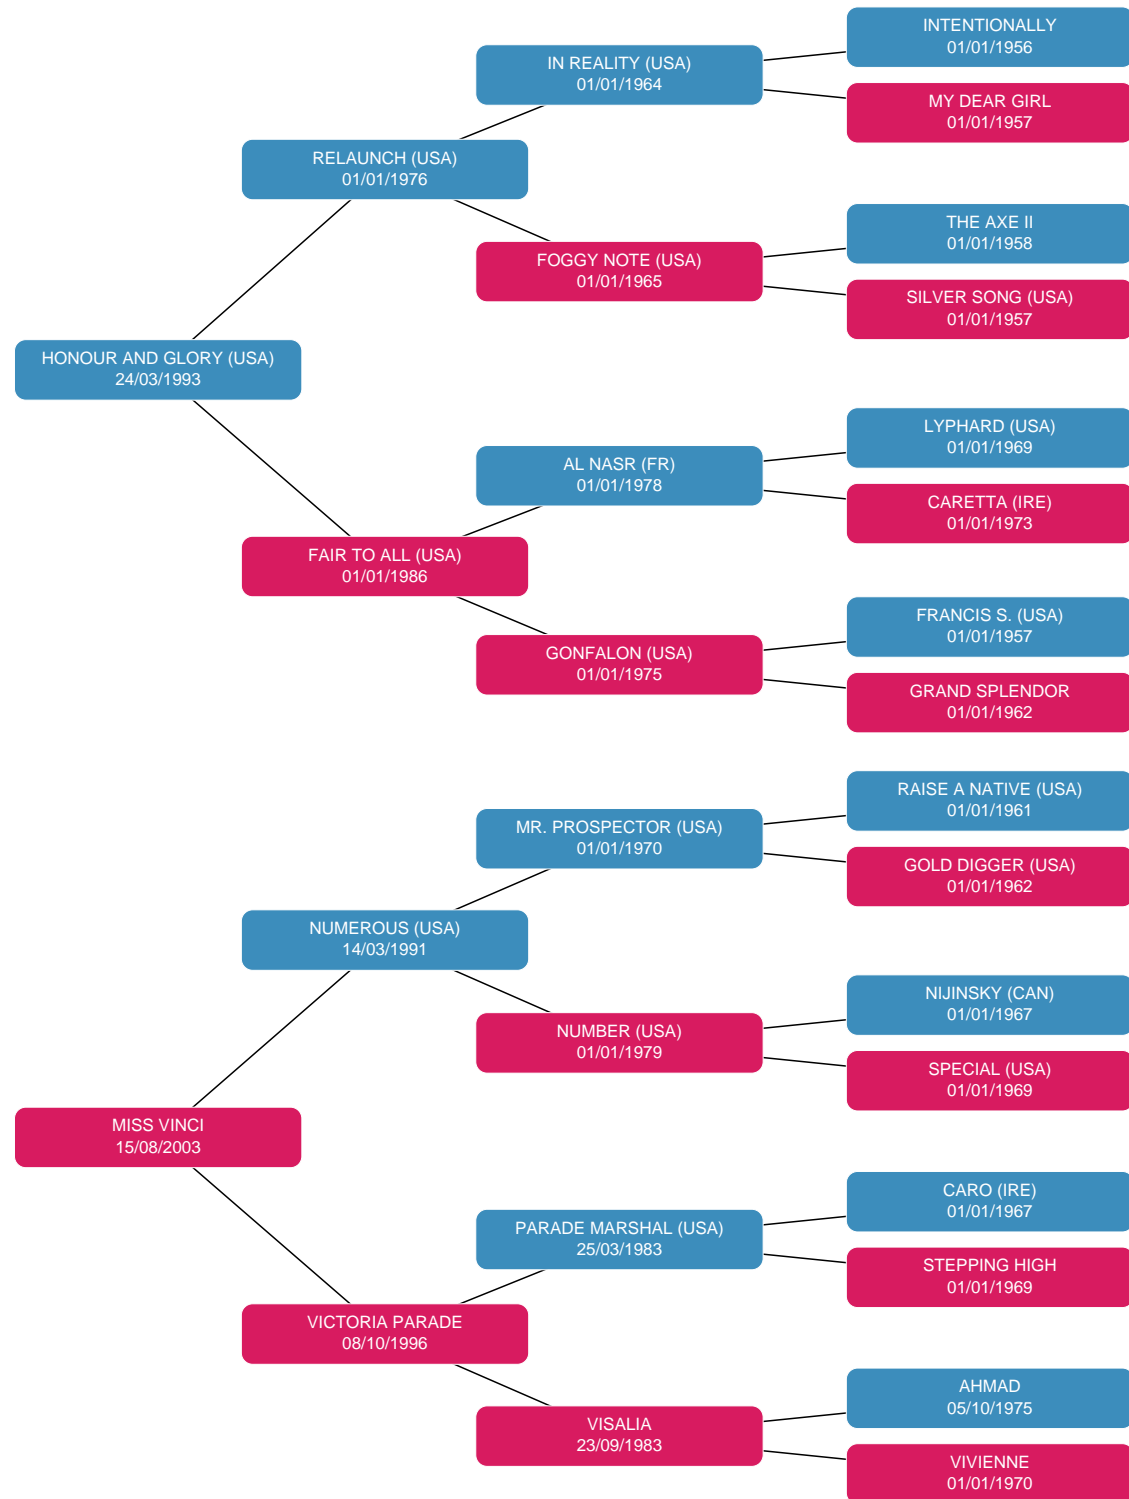 INTENTIONALLY
01/01/1956
IN REALITY (USA)
01/01/1964
MY DEAR GIRL
01/01/1957
RELAUNCH (USA)
01/01/1976
THE AXE II
01/01/1958
FOGGY NOTE (USA)
01/01/1965
SILVER SONG (USA)
01/01/1957
HONOUR AND GLORY (USA)
24/03/1993
LYPHARD (USA)
01/01/1969
AL NASR (FR)
01/01/1978
CARETTA (IRE)
01/01/1973
FAIR TO ALL (USA)
01/01/1986
FRANCIS S. (USA)
01/01/1957
GONFALON (USA)
01/01/1975
GRAND SPLENDOR
01/01/1962
RAISE A NATIVE (USA)
01/01/1961
MR. PROSPECTOR (USA)
01/01/1970
GOLD DIGGER (USA)
01/01/1962
NUMEROUS (USA)
14/03/1991
NIJINSKY (CAN)
01/01/1967
NUMBER (USA)
01/01/1979
SPECIAL (USA)
01/01/1969
MISS VINCI
15/08/2003
CARO (IRE)
01/01/1967
PARADE MARSHAL (USA)
25/03/1983
STEPPING HIGH
01/01/1969
VICTORIA PARADE
08/10/1996
AHMAD
05/10/1975
VISALIA
23/09/1983
VIVIENNE
01/01/1970